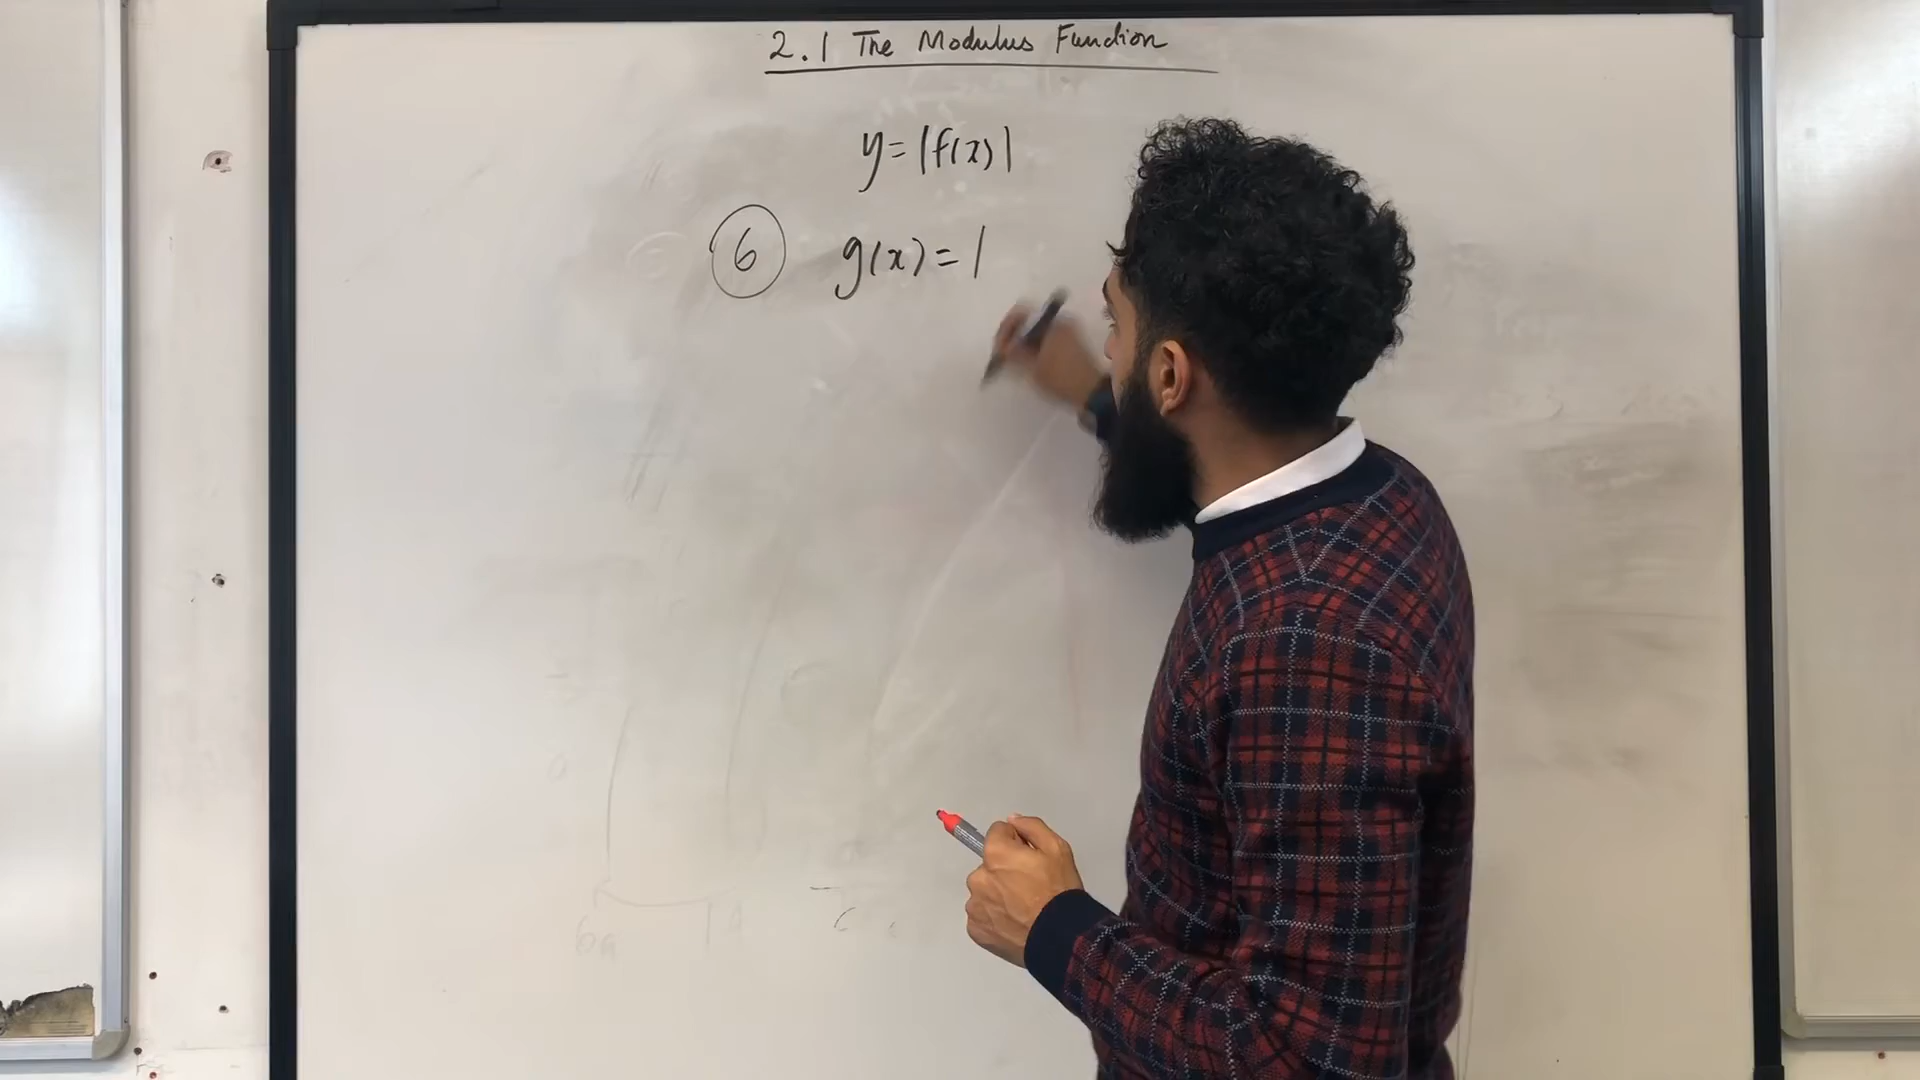 2.1 The Modulus Function
y = |f(x)|
6 g(x) = |